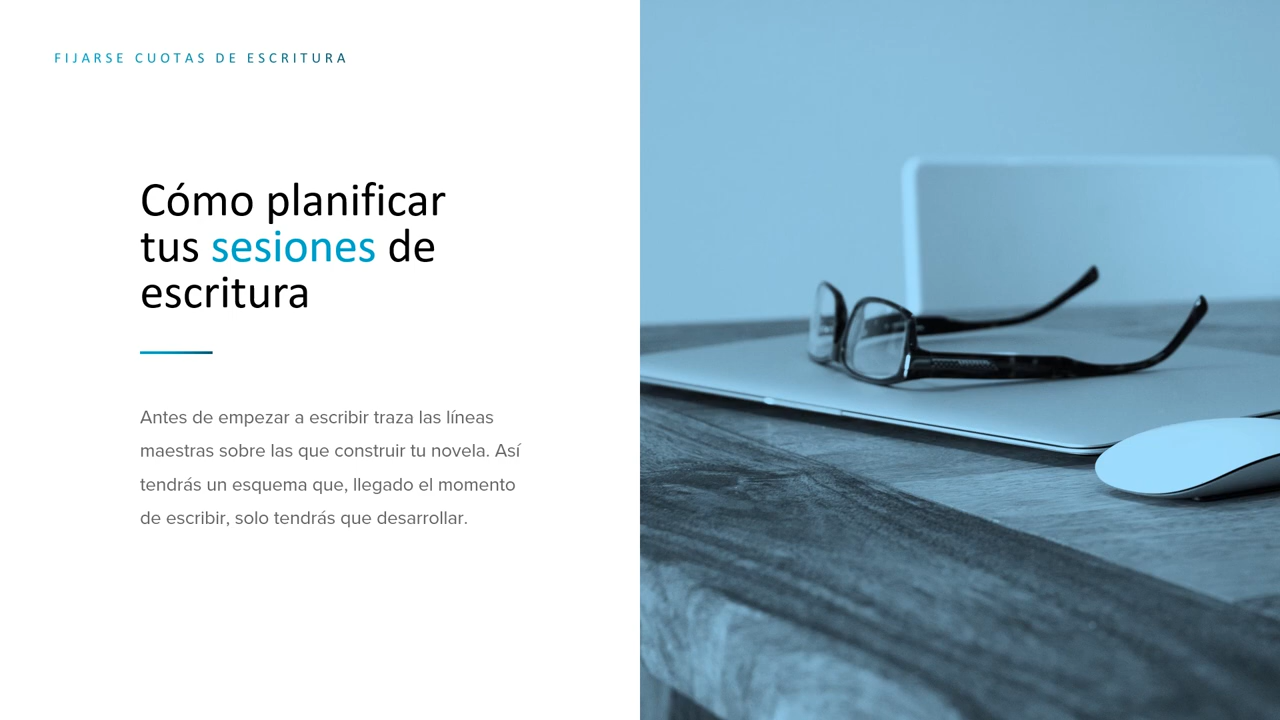 FIJARSE CUOTAS DE ESCRITURA
Cómo planificar
tus sesiones de
escritura
Antes de empezar a escribir traza las líneas
maestras sobre las que construir tu novela. Así
tendrás un esquema que, llegado el momento
de escribir, solo tendrás que desarrollar.